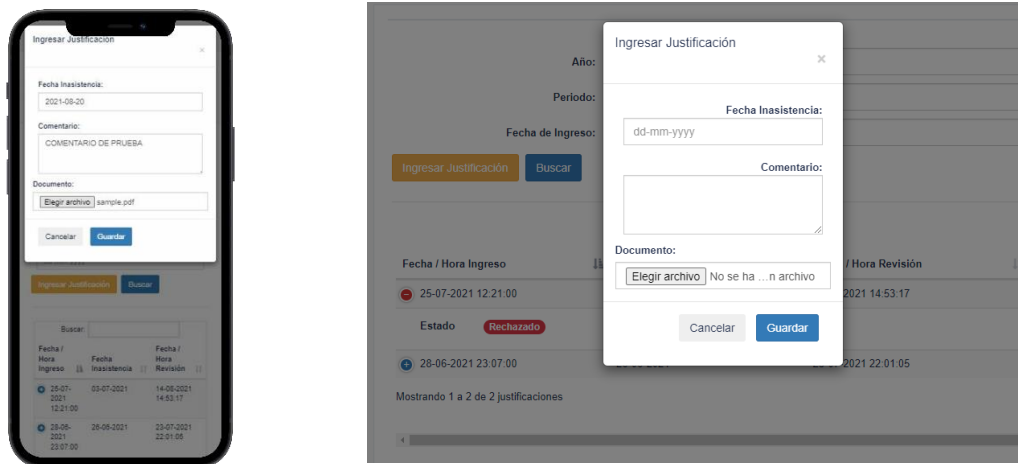 Ingresar Justificación
×
Fecha Inasistencia:
2021-08-20
Comentario:
COMENTARIO DE PRUEBA
Documento:
Elegir archivo sample.pdf
Cancelar Guardar
Ingresar Justificación Buscar
Buscar:
Fecha /
Hora
Ingreso
Fecha
Inasistencia
Fecha /
Hora
Revisión
25-07-
2021
12:21:00
03-07-2021
14-08-2021
14:53:17
28-06-
2021
23:07:00
26-06-2021
23-07-2021
22:01:05
Año:
Periodo:
Fecha de Ingreso:
Ingresar Justificación Buscar
Ingresar Justificación
×
Fecha Inasistencia:
dd-mm-yyyy
Comentario:
Documento:
Elegir archivo No se ha …n archivo
Cancelar Guardar
Fecha / Hora Ingreso
/ Hora Revisión
25-07-2021 12:21:00
2021 14:53:17
Estado Rechazado
28-06-2021 23:07:00
2021 22:01:05
Mostrando 1 a 2 de 2 justificaciones